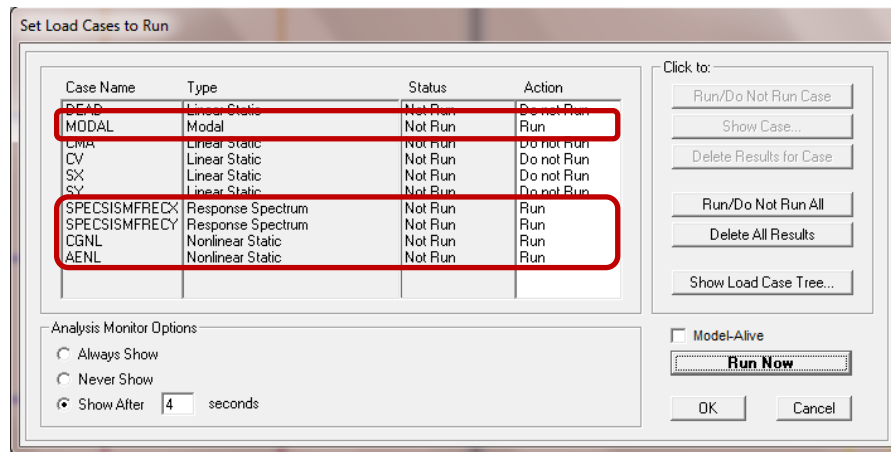 Set Load Cases to Run
Case Name Type Status Action
DEAD Linear Static Not Run Do not Run
MODAL Modal Not Run Run
CMA Linear Static Not Run Do not Run
CV Linear Static Not Run Do not Run
SX Linear Static Not Run Do not Run
SY Linear Static Not Run Do not Run
SPECSISMFRECX Response Spectrum Not Run Run
SPECSISMFRECY Response Spectrum Not Run Run
CGNL Nonlinear Static Not Run Run
AENL Nonlinear Static Not Run Run
Click to:
Run/Do Not Run Case
Show Case...
Delete Results for Case
Run/Do Not Run All
Delete All Results
Show Load Case Tree...
Analysis Monitor Options
Always Show
Never Show
Show After 4 seconds
Model-Alive
Run Now
OK Cancel